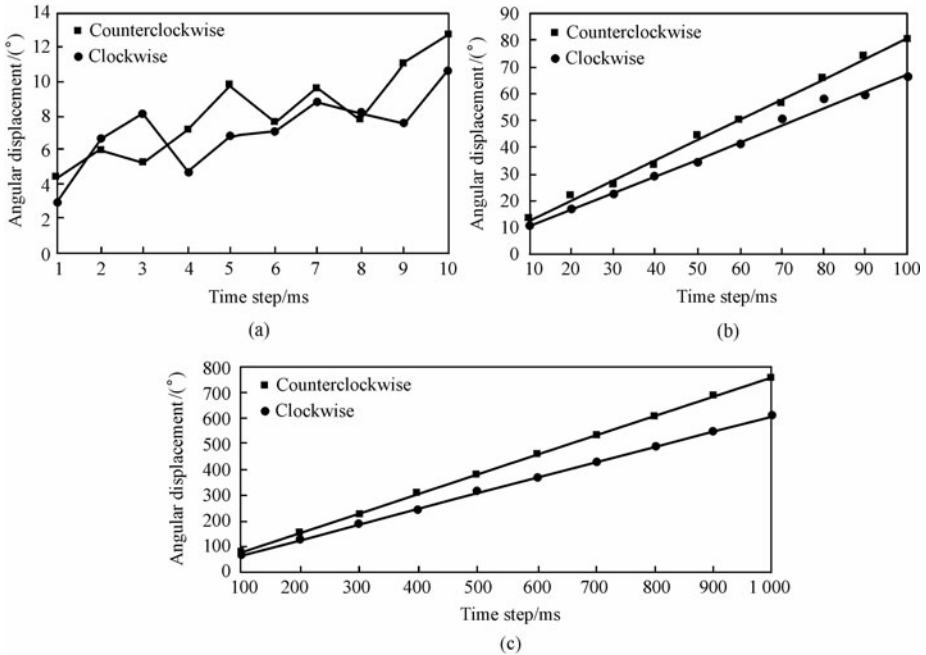 14
12
10
8
6
4
2
0
Angular displacement/(°)
Counterclockwise
Clockwise
1 2 3 4 5 6 7 8 9 10
Time step/ms
(a)
90
80
70
60
50
40
30
20
10
0
Angular displacement/(°)
Counterclockwise
Clockwise
10 20 30 40 50 60 70 80 90 100
Time step/ms
(b)
800
700
600
500
400
300
200
100
0
Angular displacement/(°)
Counterclockwise
Clockwise
100 200 300 400 500 600 700 800 900 1 000
Time step/ms
(c)